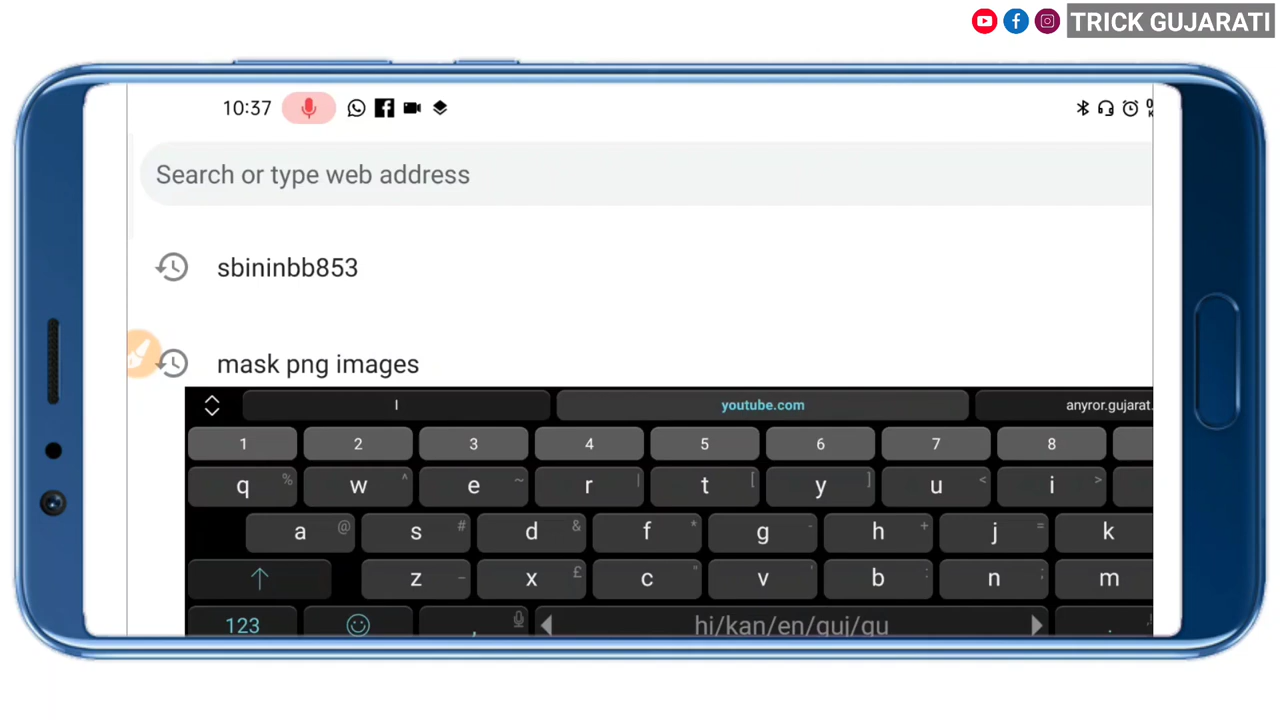 TRICK GUJARATI
10:37
Search or type web address
sbininbb853
mask png images
I youtube.com anyror.gujarat.
1 2 3 4 5 6 7 8
q % w ^ e ~ r | t [ y ] u < i >
a @ s # d & f * g - h + j = k
z _ x £ c " v ' b : n ; m
123 , hi/kan/en/guj/gu .